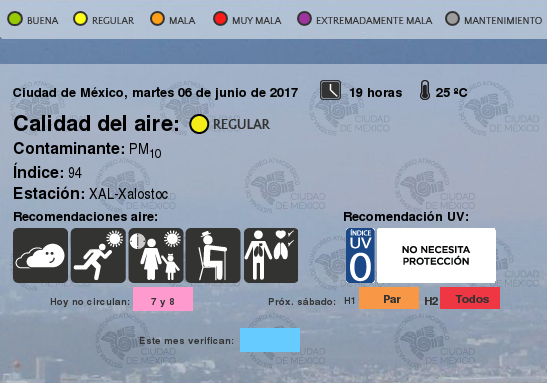 BUENA REGULAR MALA MUY MALA EXTREMADAMENTE MALA MANTENIMIENTO
Ciudad de México, martes 06 de junio de 2017 19 horas 25 ºC
Calidad del aire: REGULAR
Contaminante: PM10
Índice: 94
Estación: XAL-Xalostoc
Recomendaciones aire: Recomendación UV:
ÍNDICE UV 0
NO NECESITA
PROTECCIÓN
Hoy no circulan: 7 y 8 Próx. sábado: H1 Par H2 Todos
Este mes verifican: